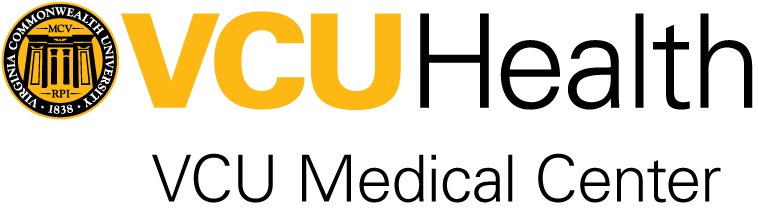 VIRGINIA COMMONWEALTH UNIVERSITY
MCV
RPI
· 1838 ·
VCUHealth
VCU Medical Center